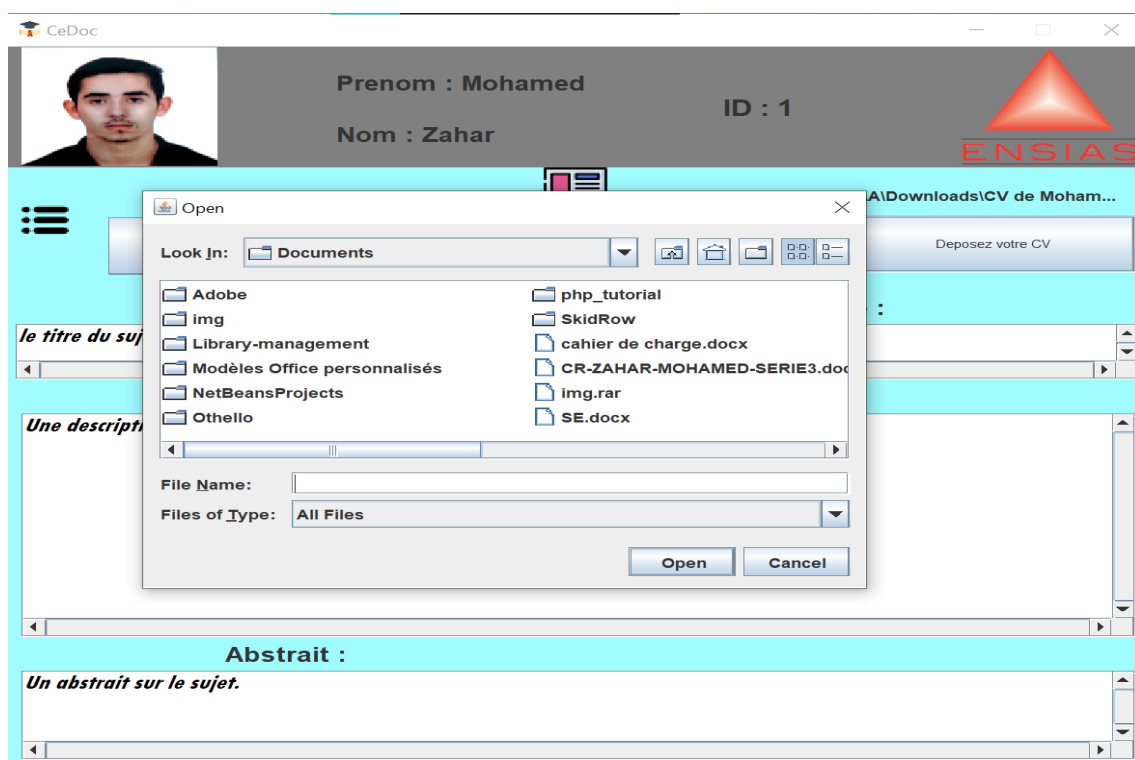 CeDoc
Prenom : Mohamed
Nom : Zahar
ID : 1
ENSIAS
A\Downloads\CV de Moham...
Deposez votre CV
:
le titre du suj
Une descripti
Open
Look In: Documents
Adobe
img
Library-management
Modèles Office personnalisés
NetBeansProjects
Othello
php_tutorial
SkidRow
cahier de charge.docx
CR-ZAHAR-MOHAMED-SERIE3.doc
img.rar
SE.docx
File Name:
Files of Type: All Files
Open Cancel
Abstrait :
Un abstrait sur le sujet.